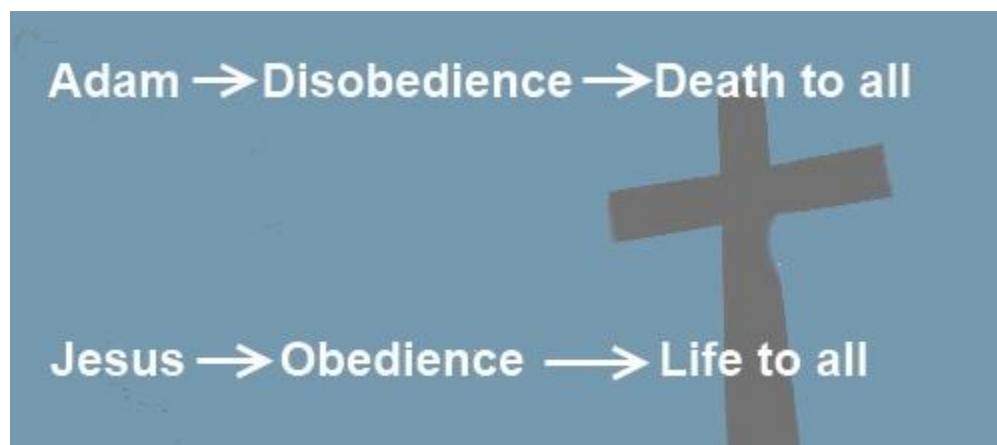 Adam → Disobedience → Death to all
Jesus → Obedience → Life to all